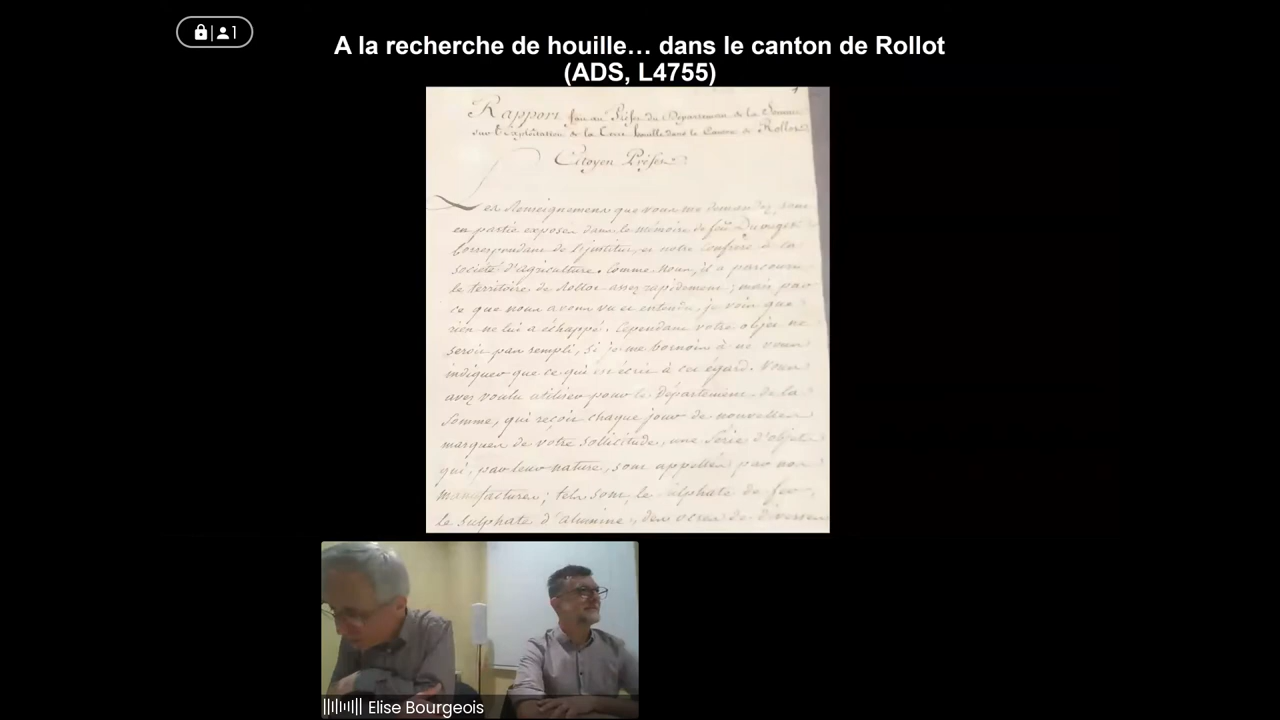 1
A la recherche de houille… dans le canton de Rollot
(ADS, L4755)
Rapport fait au Préfet du Département de la Somme
sur l'Exploitation de la Terre houille dans le Canton de Rollot
Citoyen Préfet
Les Renseignemens que vous me demandez, sont
en partie exposés dans le mémoire de feu
Correspondant de l'institut, et notre Confrère à la
société d'agriculture. Comme Nous, il a parcouru
le territoire de Rollot assez rapidement ; mais par
ce que nous avons vu et entendu, je vois que
rien ne lui a échappé. Cependant votre objet ne
seroit pas rempli, si je me bornois à ne vous
indiquer que ce qui est écrit à cet égard. Vous
avez voulu utiliser pour le Département de la
Somme, qui reçoit chaque jour de nouvelles
marques de votre sollicitude, une Série d'objets
qui, par leur nature, sont appellés par nos
manufactures ; tels sont, le sulphate de fer,
le sulphate d'alumine, des verres de diverses
Elise Bourgeois